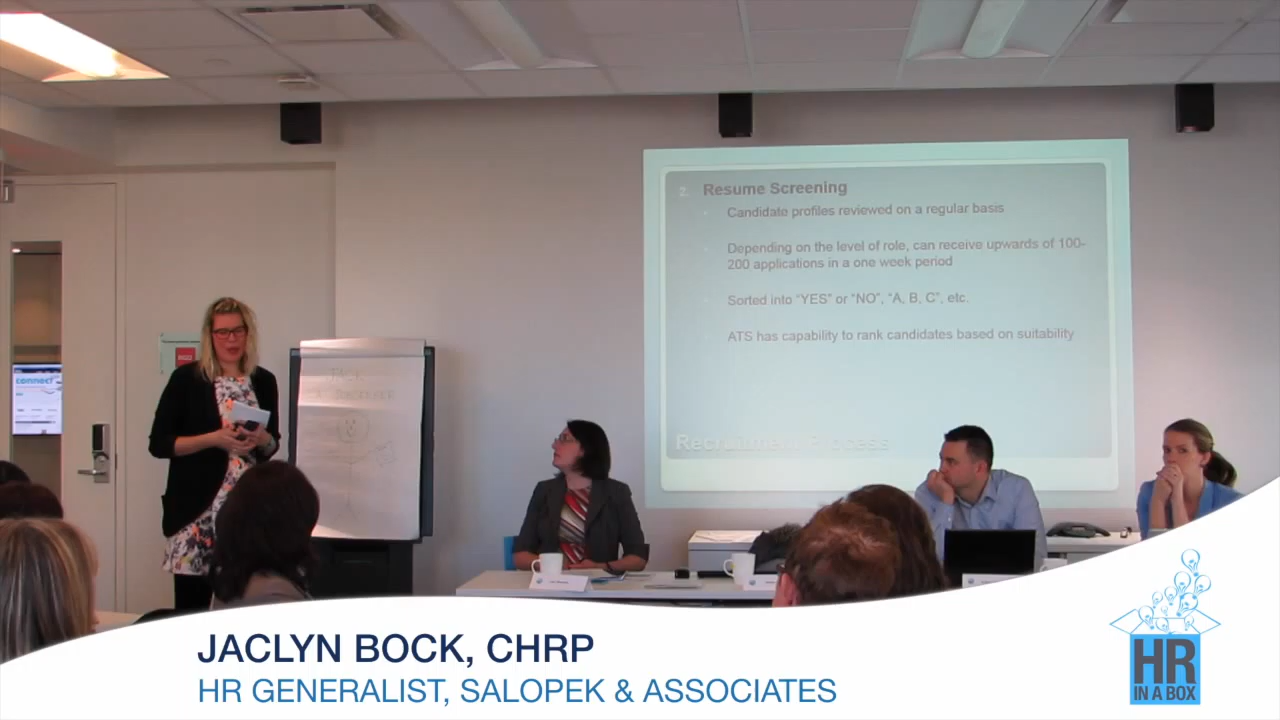 2. Resume Screening
Candidate profiles reviewed on a regular basis
Depending on the level of role, can receive upwards of 100-
200 applications in a one week period
Sorted into “YES” or “NO”, “A, B, C”, etc.
ATS has capability to rank candidates based on suitability
Recruitment Process
connect
JACK
JACLYN BOCK, CHRP
HR GENERALIST, SALOPEK & ASSOCIATES
HR
IN A BOX